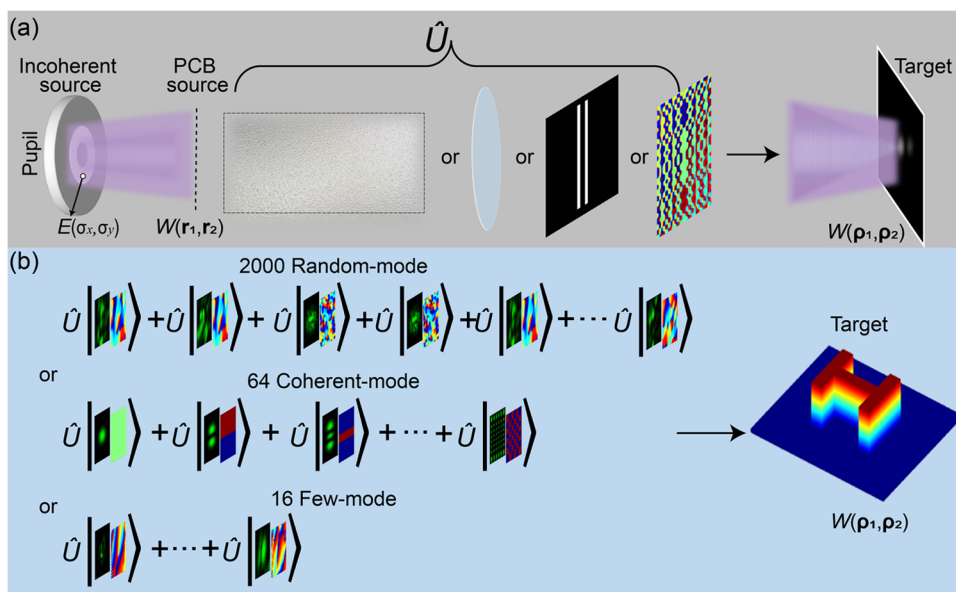 (a)
Û
Incoherent
source
PCB
source
Target
Pupil
or
or
or
E(σx,σy)
W(r₁,r₂)
W(ρ₁,ρ₂)
(b)
2000 Random-mode
Û + Û + Û + Û + Û + ··· Û
Target
or
64 Coherent-mode
Û + Û + Û + ··· + Û
or
16 Few-mode
W(ρ₁,ρ₂)
Û + ··· + Û